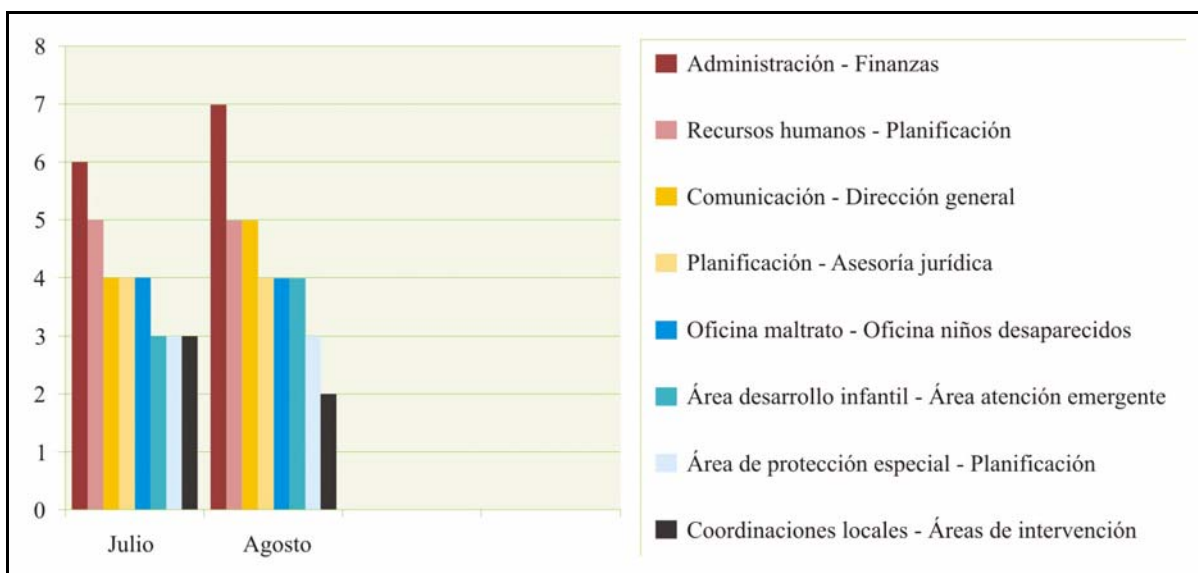 8
7
6
5
4
3
2
1
0
Julio
Agosto
Administración - Finanzas
Recursos humanos - Planificación
Comunicación - Dirección general
Planificación - Asesoría jurídica
Oficina maltrato - Oficina niños desaparecidos
Área desarrollo infantil - Área atención emergente
Área de protección especial - Planificación
Coordinaciones locales - Áreas de intervención